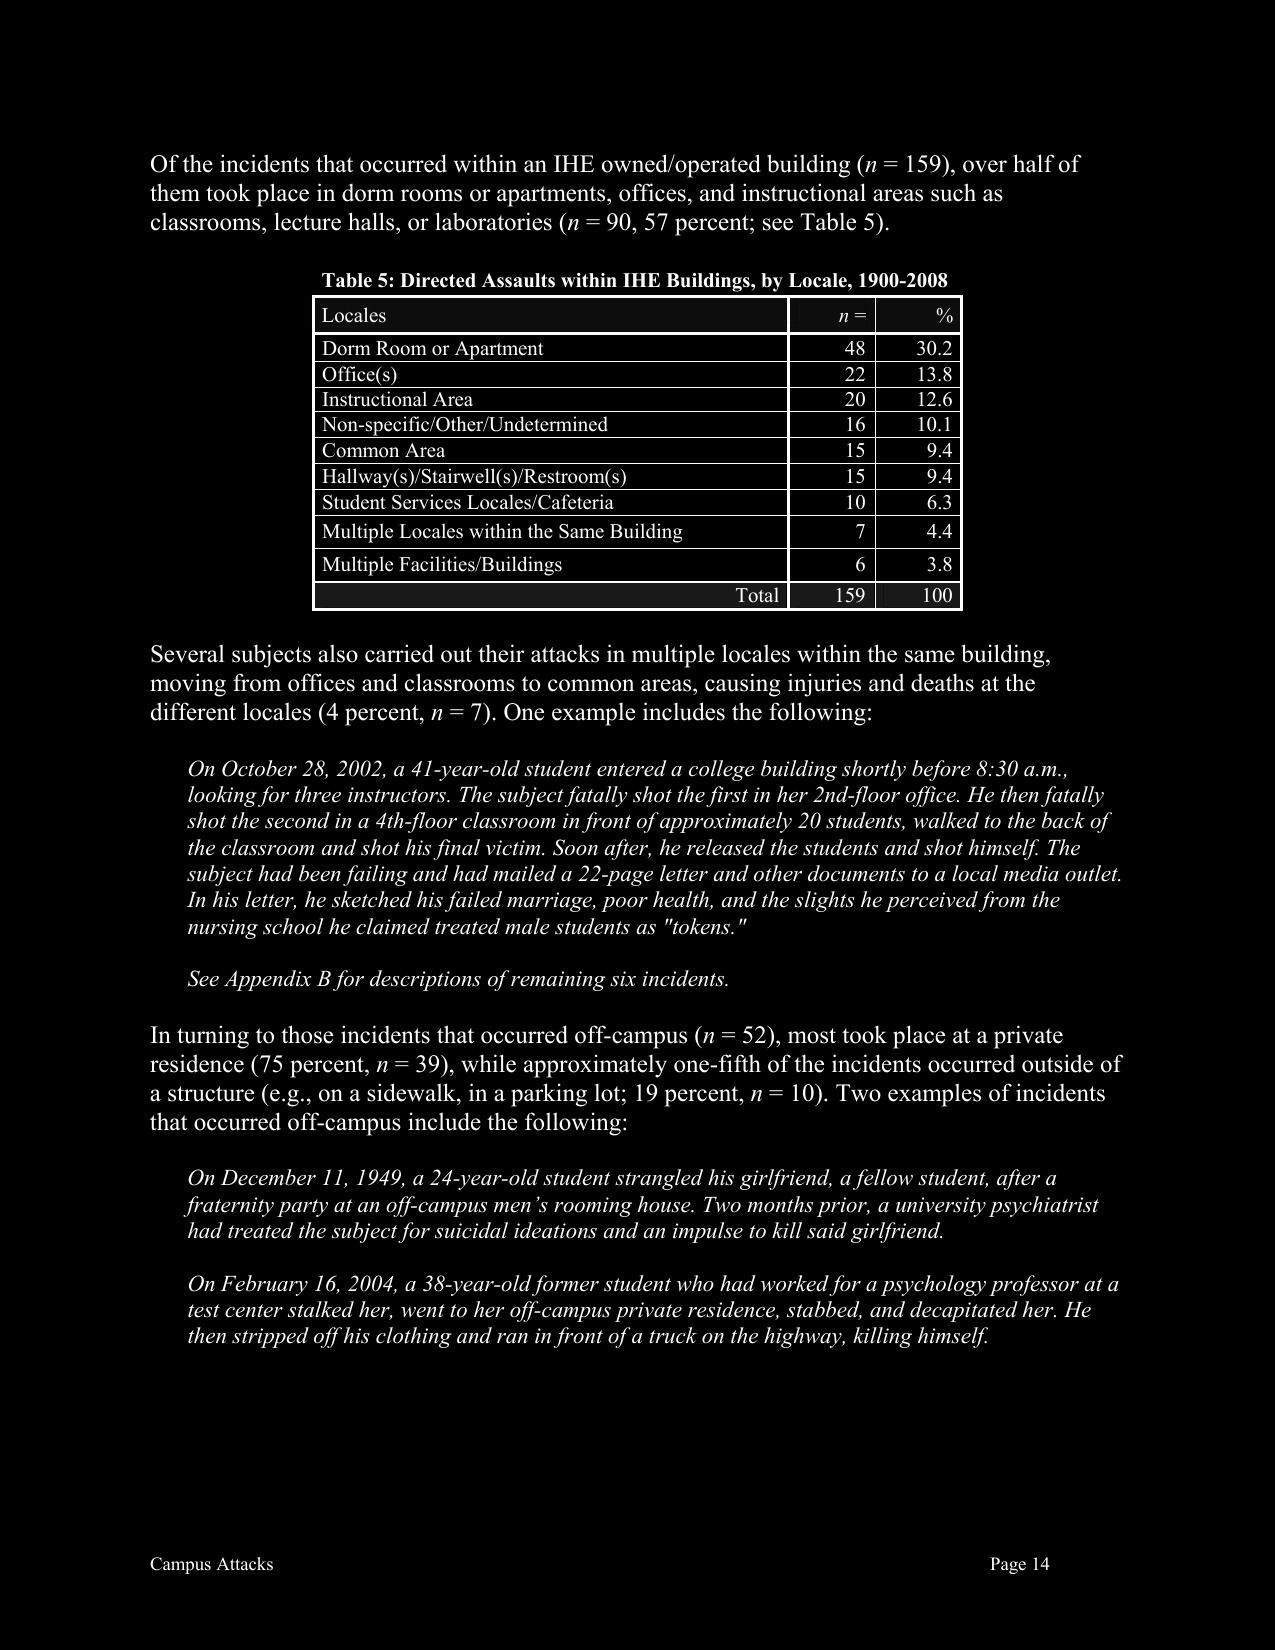 Of the incidents that occurred within an IHE owned/operated building (n = 159), over half of
them took place in dorm rooms or apartments, offices, and instructional areas such as
classrooms, lecture halls, or laboratories (n = 90, 57 percent; see Table 5).
Table 5: Directed Assaults within IHE Buildings, by Locale, 1900-2008
Locales n = %
Dorm Room or Apartment 48 30.2
Office(s) 22 13.8
Instructional Area 20 12.6
Non-specific/Other/Undetermined 16 10.1
Common Area 15 9.4
Hallway(s)/Stairwell(s)/Restroom(s) 15 9.4
Student Services Locales/Cafeteria 10 6.3
Multiple Locales within the Same Building 7 4.4
Multiple Facilities/Buildings 6 3.8
Total 159 100
Several subjects also carried out their attacks in multiple locales within the same building,
moving from offices and classrooms to common areas, causing injuries and deaths at the
different locales (4 percent, n = 7). One example includes the following:
On October 28, 2002, a 41-year-old student entered a college building shortly before 8:30 a.m.,
looking for three instructors. The subject fatally shot the first in her 2nd-floor office. He then fatally
shot the second in a 4th-floor classroom in front of approximately 20 students, walked to the back of
the classroom and shot his final victim. Soon after, he released the students and shot himself. The
subject had been failing and had mailed a 22-page letter and other documents to a local media outlet.
In his letter, he sketched his failed marriage, poor health, and the slights he perceived from the
nursing school he claimed treated male students as "tokens."
See Appendix B for descriptions of remaining six incidents.
In turning to those incidents that occurred off-campus (n = 52), most took place at a private
residence (75 percent, n = 39), while approximately one-fifth of the incidents occurred outside of
a structure (e.g., on a sidewalk, in a parking lot; 19 percent, n = 10). Two examples of incidents
that occurred off-campus include the following:
On December 11, 1949, a 24-year-old student strangled his girlfriend, a fellow student, after a
fraternity party at an off-campus men’s rooming house. Two months prior, a university psychiatrist
had treated the subject for suicidal ideations and an impulse to kill said girlfriend.
On February 16, 2004, a 38-year-old former student who had worked for a psychology professor at a
test center stalked her, went to her off-campus private residence, stabbed, and decapitated her. He
then stripped off his clothing and ran in front of a truck on the highway, killing himself.
Campus Attacks Page 14